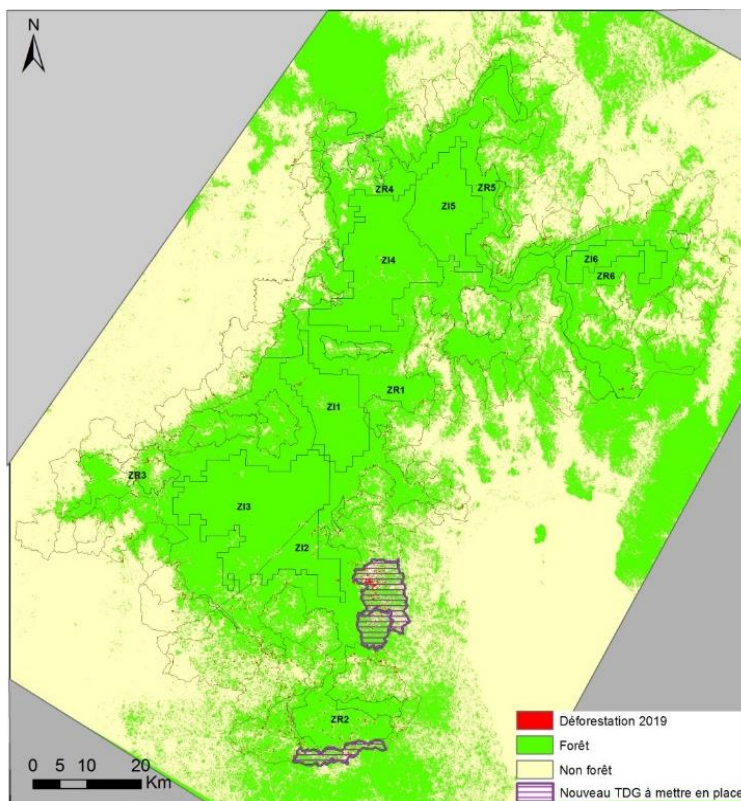 N
ZR4
ZR5
ZI5
ZI4
ZI6
ZR6
ZI1
ZR1
ZR3
ZI3
ZI2
ZR2
Déforestation 2019
Forêt
Non forêt
Nouveau TDG à mettre en place
0 5 10 20
Km